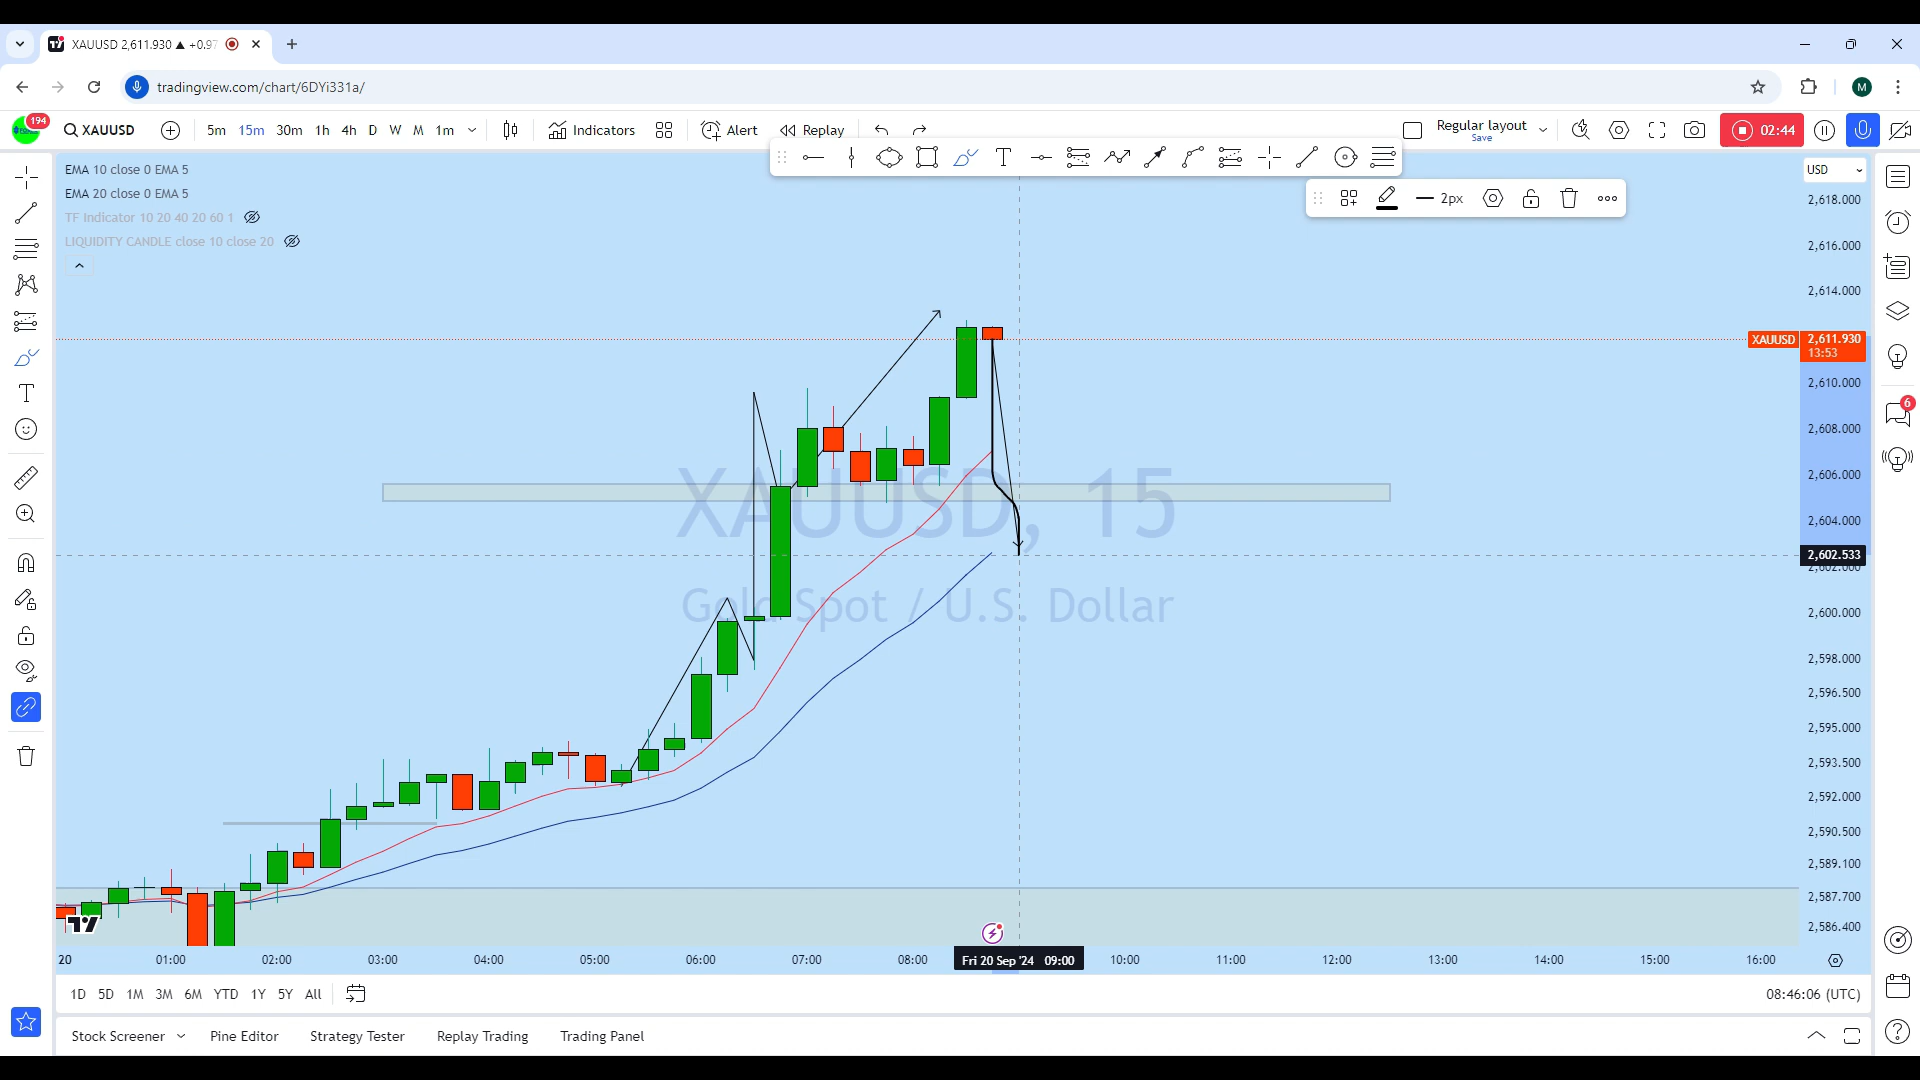 XAUUSD 2,611.930 ▲ +0.97
tradingview.com/chart/6DYi331a/
194
XAUUSD 5m 15m 30m 1h 4h D W M 1m Indicators Alert Replay Regular layout 02:44
Save
2px
EMA 10 close 0 EMA 5
EMA 20 close 0 EMA 5
TF Indicator 10 20 40 20 60 1
LIQUIDITY CANDLE close 10 close 20
XAUUSD, 15
Gold Spot / U.S. Dollar
USD
2,618.000
2,616.000
2,614.000
XAUUSD 2,611.930
13:53
2,610.000
2,608.000
2,606.000
2,604.000
2,602.533
2,602.000
2,600.000
2,598.000
2,596.500
2,595.000
2,593.500
2,592.000
2,590.500
2,589.100
2,587.700
2,586.400
6
M
20 01:00 02:00 03:00 04:00 05:00 06:00 07:00 08:00 Fri 20 Sep '24 09:00 10:00 11:00 12:00 13:00 14:00 15:00 16:00
1D 5D 1M 3M 6M YTD 1Y 5Y All 08:46:06 (UTC)
Stock Screener Pine Editor Strategy Tester Replay Trading Trading Panel